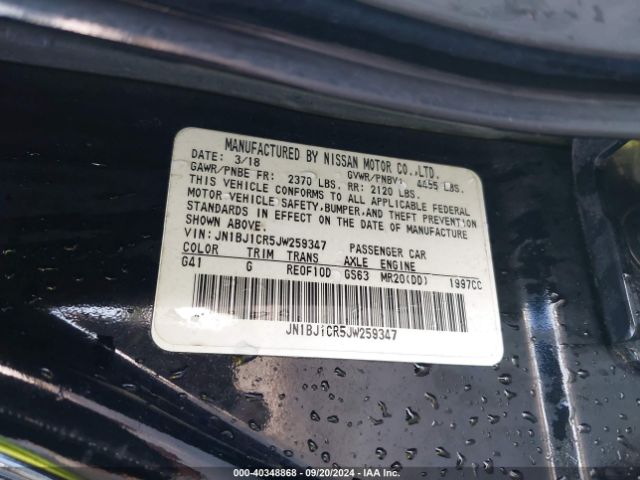 MANUFACTURED BY NISSAN MOTOR CO.,LTD.
DATE: 3/18 GVWR/PNBV: 4455 LBS.
GAWR/PNBE FR: 2370 LBS. RR: 2120 LBS.
THIS VEHICLE CONFORMS TO ALL APPLICABLE FEDERAL
MOTOR VEHICLE SAFETY,BUMPER,AND THEFT PREVENTION
STANDARDS IN EFFECT ON THE DATE OF MANUFACTURE
SHOWN ABOVE.
VIN:JN1BJ1CR5JW259347 PASSENGER CAR
COLOR TRIM TRANS AXLE ENGINE
G41 G RE0F10D GS63 MR20(DD) 1997CC
JN1BJ1CR5JW259347
000-40348868 - 09/20/2024 - IAA Inc.